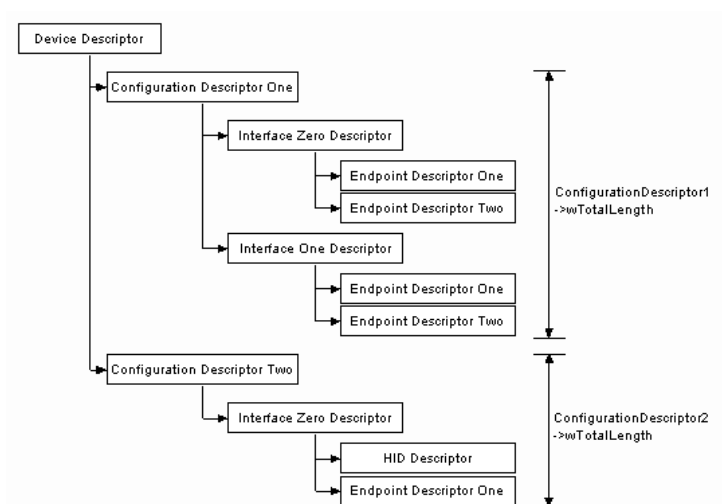 Device Descriptor
Configuration Descriptor One
Interface Zero Descriptor
Endpoint Descriptor One
Endpoint Descriptor Two
ConfigurationDescriptor1
->wTotalLength
Interface One Descriptor
Endpoint Descriptor One
Endpoint Descriptor Two
Configuration Descriptor Two
Interface Zero Descriptor
ConfigurationDescriptor2
->wTotalLength
HID Descriptor
Endpoint Descriptor One